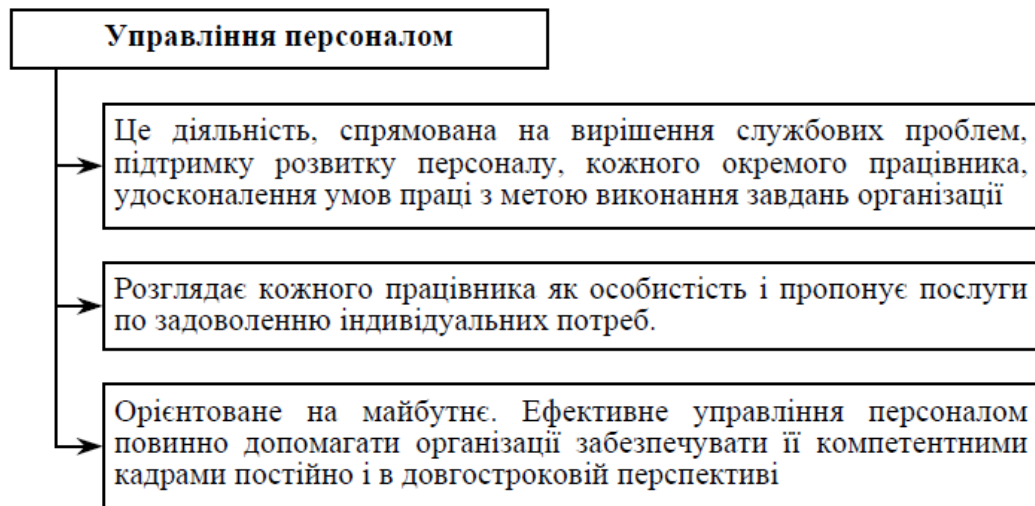 Управління персоналом
Це діяльність, спрямована на вирішення службових проблем,
підтримку розвитку персоналу, кожного окремого працівника,
удосконалення умов праці з метою виконання завдань організації
Розглядає кожного працівника як особистість і пропонує послуги
по задоволенню індивідуальних потреб.
Орієнтоване на майбутнє. Ефективне управління персоналом
повинно допомагати організації забезпечувати її компетентними
кадрами постійно і в довгостроковій перспективі